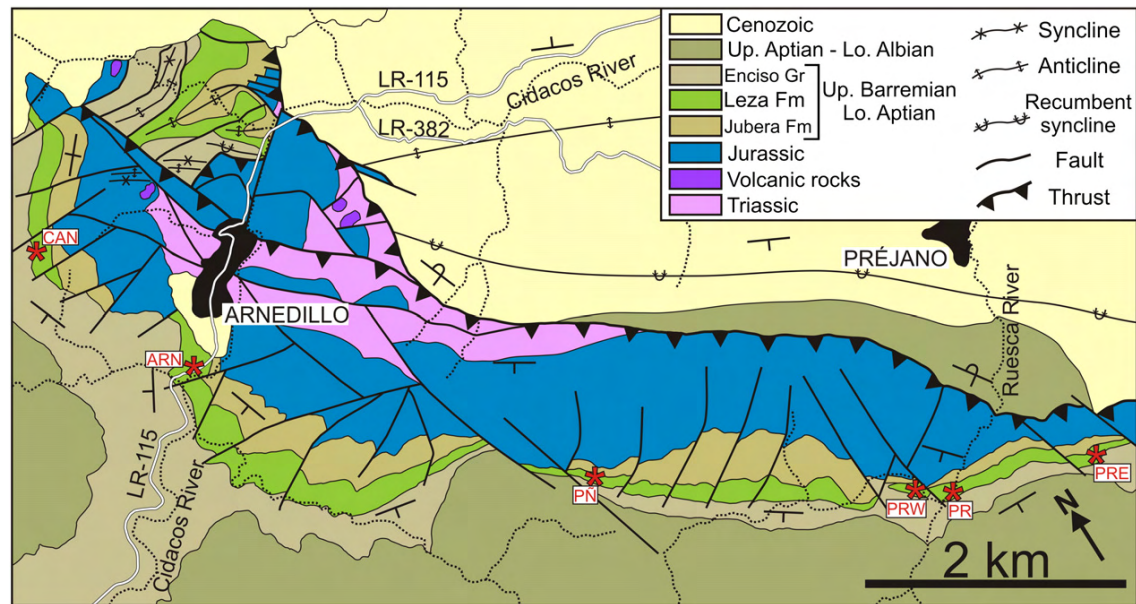 Cenozoic
Up. Aptian - Lo. Albian
Enciso Gr
Leza Fm
Jubera Fm
Up. Barremian
Lo. Aptian
Jurassic
Volcanic rocks
Triassic
Syncline
Anticline
Recumbent
syncline
Fault
Thrust
LR-115
Cidacos River
LR-382
CAN
ARNEDILLO
PRÉJANO
Ruesca River
ARN
LR-115
Cidacos River
PÑ
PRW
PR
PRE
N
2 km